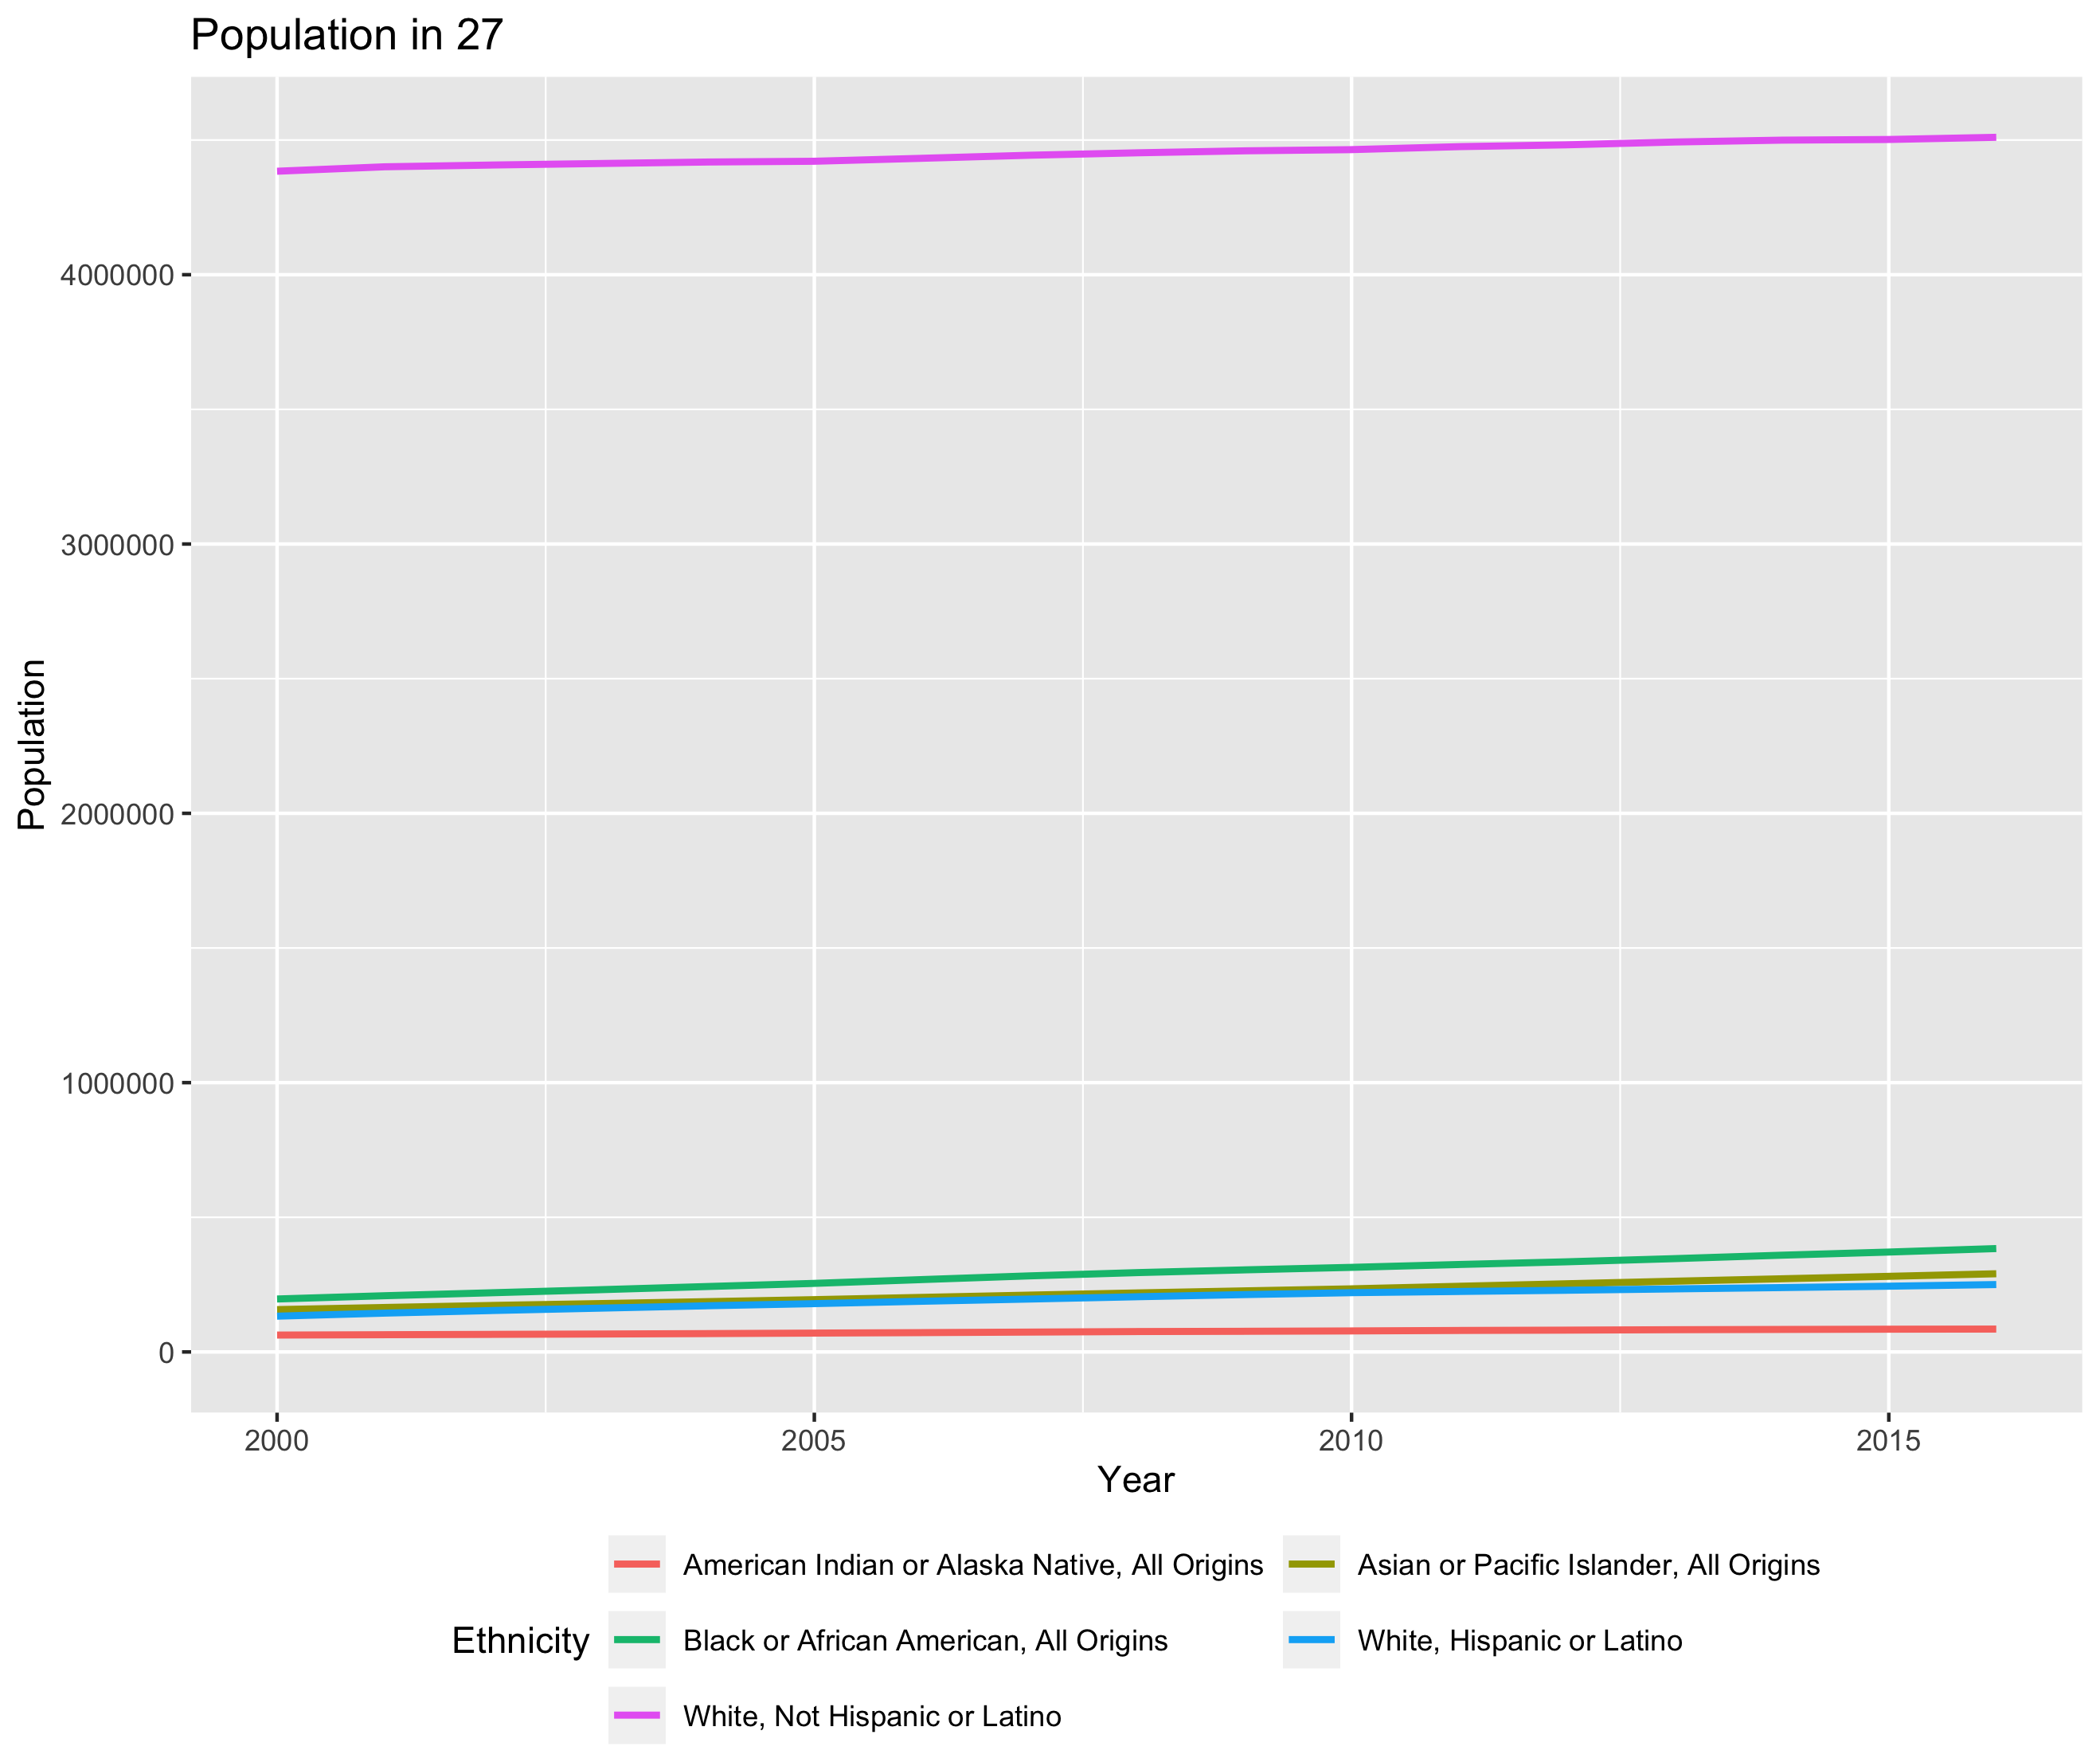 Population in 27
Population
4000000
3000000
2000000
1000000
0
2000 2005 2010 2015
Year
Ethnicity
American Indian or Alaska Native, All Origins
Asian or Pacific Islander, All Origins
Black or African American, All Origins
White, Hispanic or Latino
White, Not Hispanic or Latino